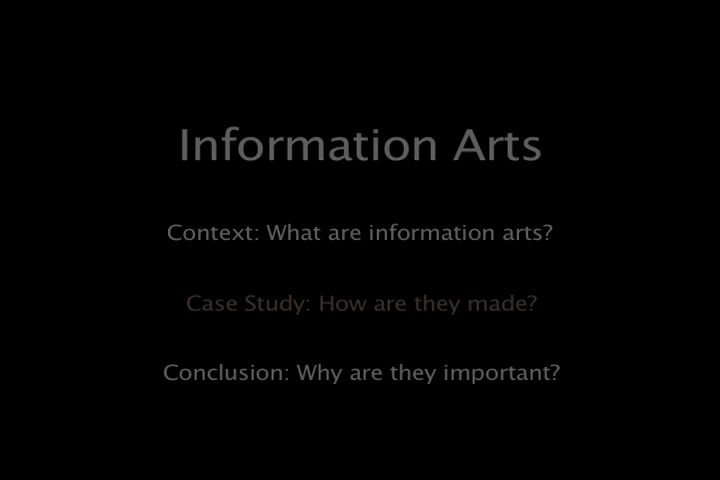 Information Arts
Context: What are information arts?
Case Study: How are they made?
Conclusion: Why are they important?